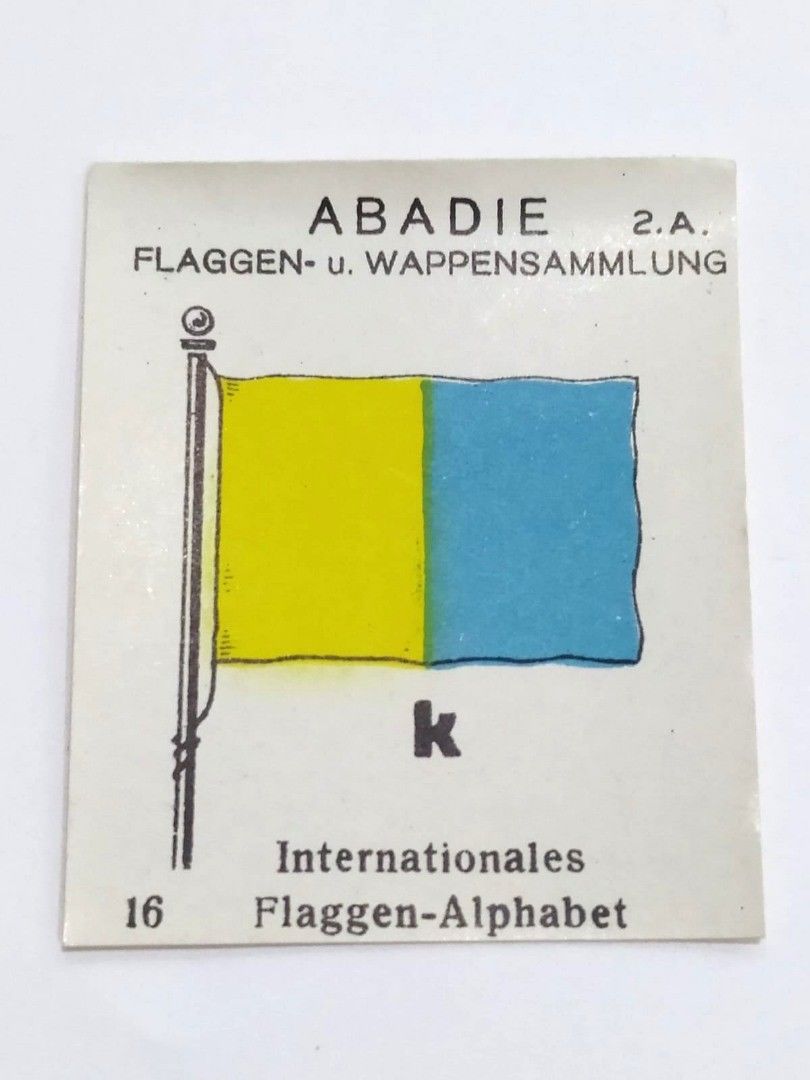 ABADIE 2.A.
FLAGGEN- u. WAPPENSAMMLUNG
k
Internationales
16 Flaggen-Alphabet